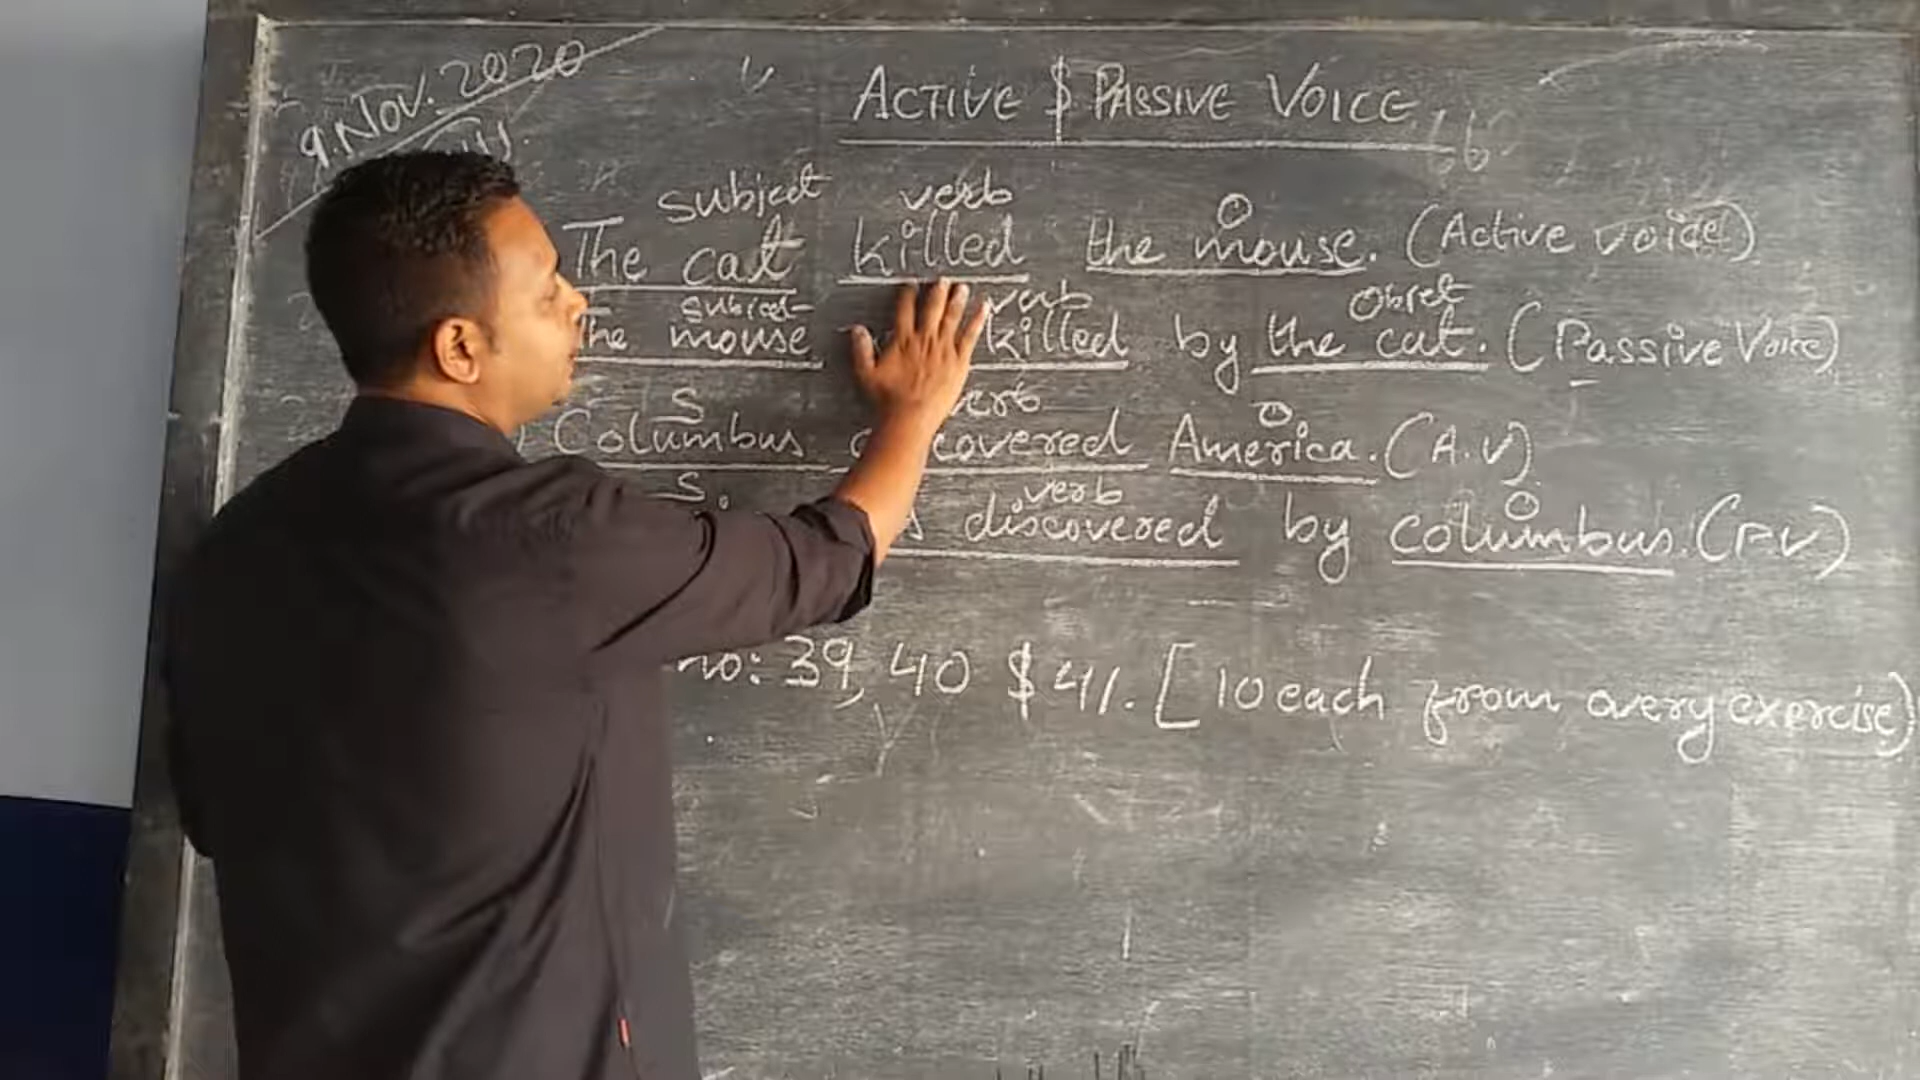 9.Nov.2020
ACTIVE $ PASSIVE VOICE
subject verb O
The cat killed the mouse. (Active voice)
subject verb Object
The mouse killed by the cat. (Passive Voice)
S verb O
Columbus covered America. (A.V)
S. verb O
discovered by columbus. (P.V)
no: 39, 40 $ 41. [10 each from every exercise)